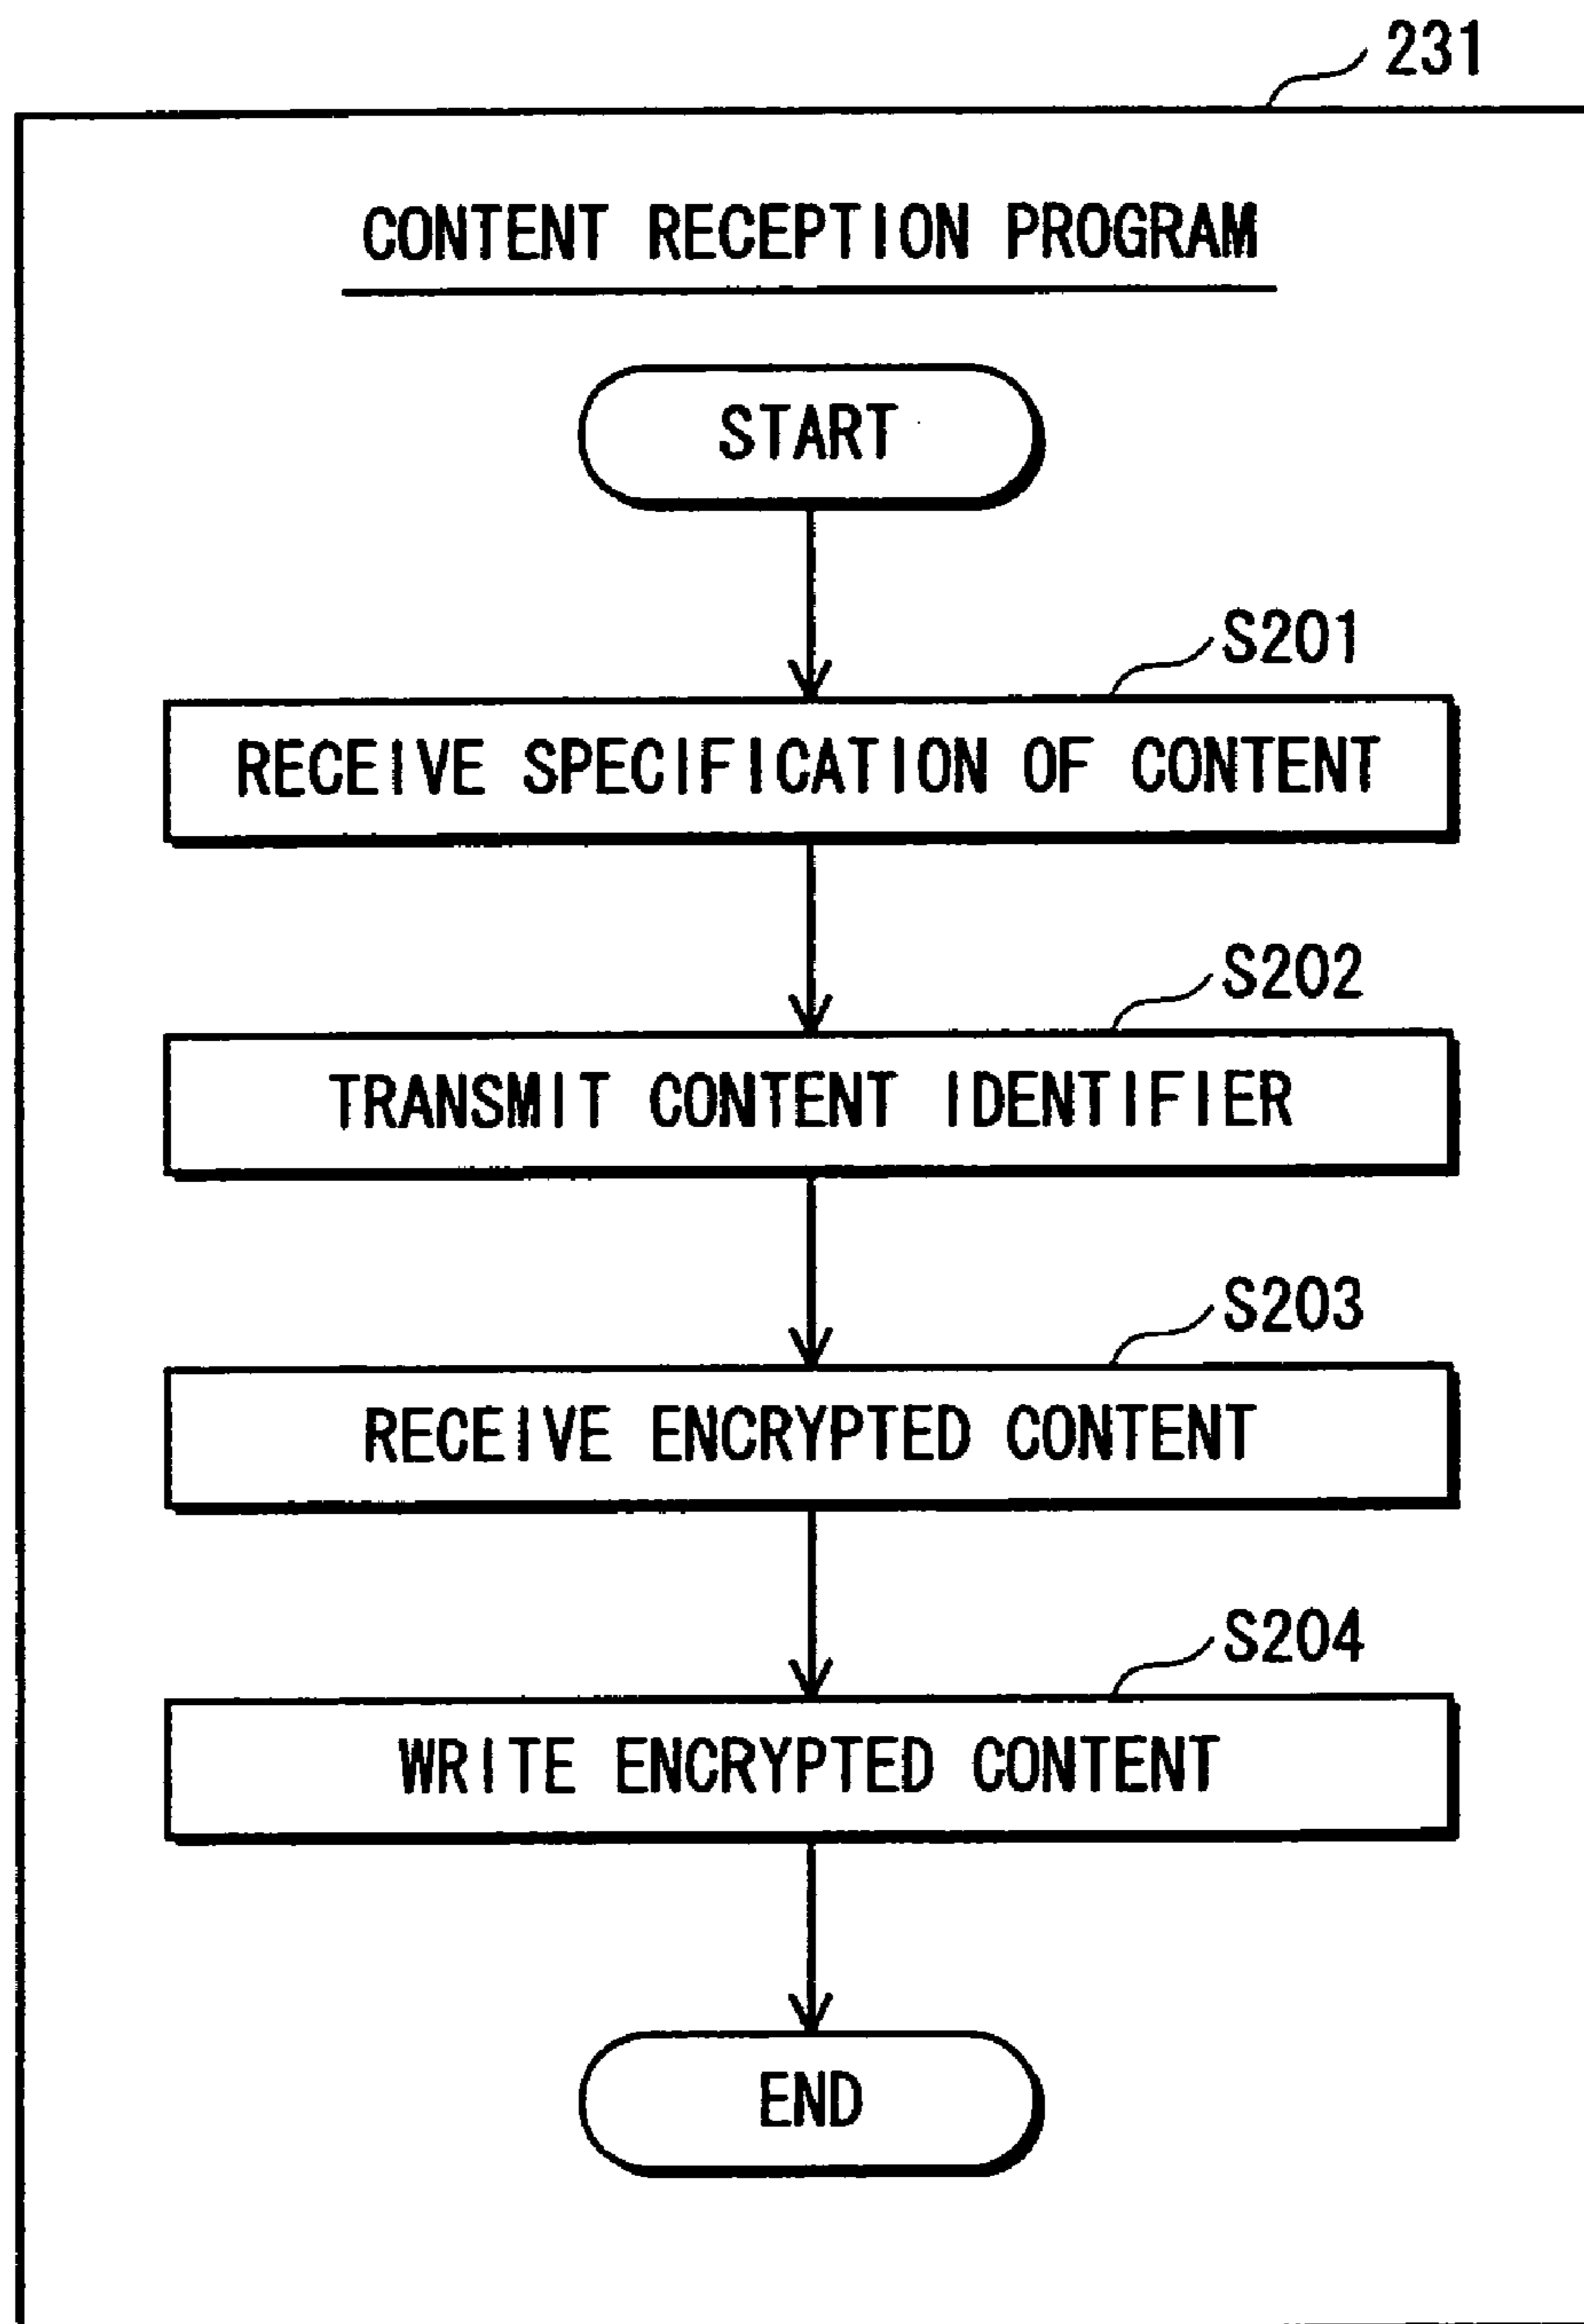 231
CONTENT RECEPTION PROGRAM
START
S201
RECEIVE SPECIFICATION OF CONTENT
S202
TRANSMIT CONTENT IDENTIFIER
S203
RECEIVE ENCRYPTED CONTENT
S204
WRITE ENCRYPTED CONTENT
END